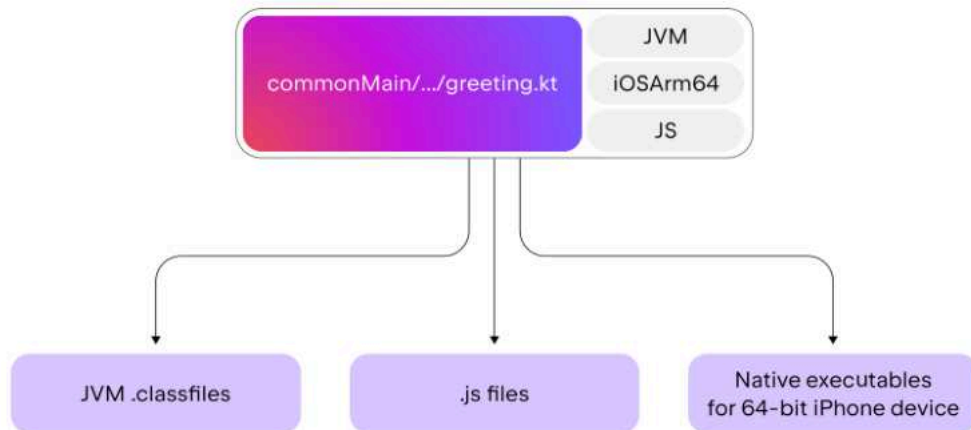 commonMain/.../greeting.kt
JVM
iOSArm64
JS
JVM .classfiles
.js files
Native executables
for 64-bit iPhone device